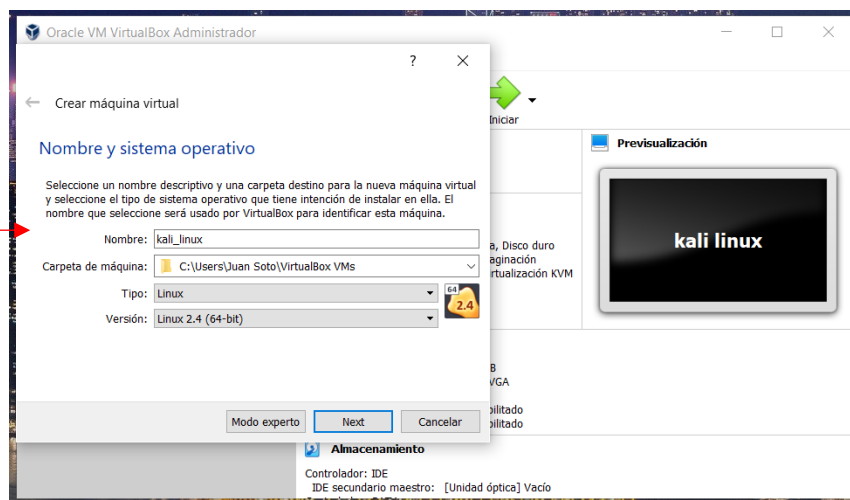 Oracle VM VirtualBox Administrador
?
Crear máquina virtual
Nombre y sistema operativo
Seleccione un nombre descriptivo y una carpeta destino para la nueva máquina virtual
y seleccione el tipo de sistema operativo que tiene intención de instalar en ella. El
nombre que seleccione será usado por VirtualBox para identificar esta máquina.
Nombre: kali_linux
Carpeta de máquina: C:\Users\Juan Soto\VirtualBox VMs
Tipo: Linux
64
2.4
Versión: Linux 2.4 (64-bit)
Modo experto Next Cancelar
Iniciar
Previsualización
kali linux
a, Disco duro
aginación
rtualización KVM
B
VGA
bilitado
bilitado
Almacenamiento
Controlador: IDE
IDE secundario maestro: [Unidad óptica] Vacío